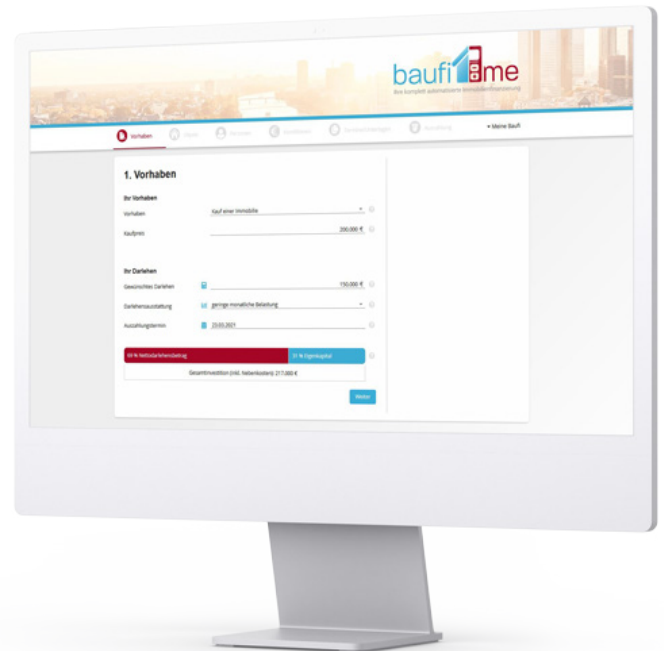 baufi me
Ihre komplett automatisierte Immobilienfinanzierung
Vorhaben
Meine Baufi
1. Vorhaben
Ihr Vorhaben
Vorhaben Kauf einer Immobilie
Kaufpreis 200.000 €
Ihr Darlehen
Gewünschtes Darlehen 150.000 €
Darlehensausstattung geringe monatliche Belastung
Auszahlungstermin 23.03.2021
69 % Nettodarlehensbetrag 31 % Eigenkapital
Gesamtinvestition (inkl. Nebenkosten): 217.000 €
Weiter